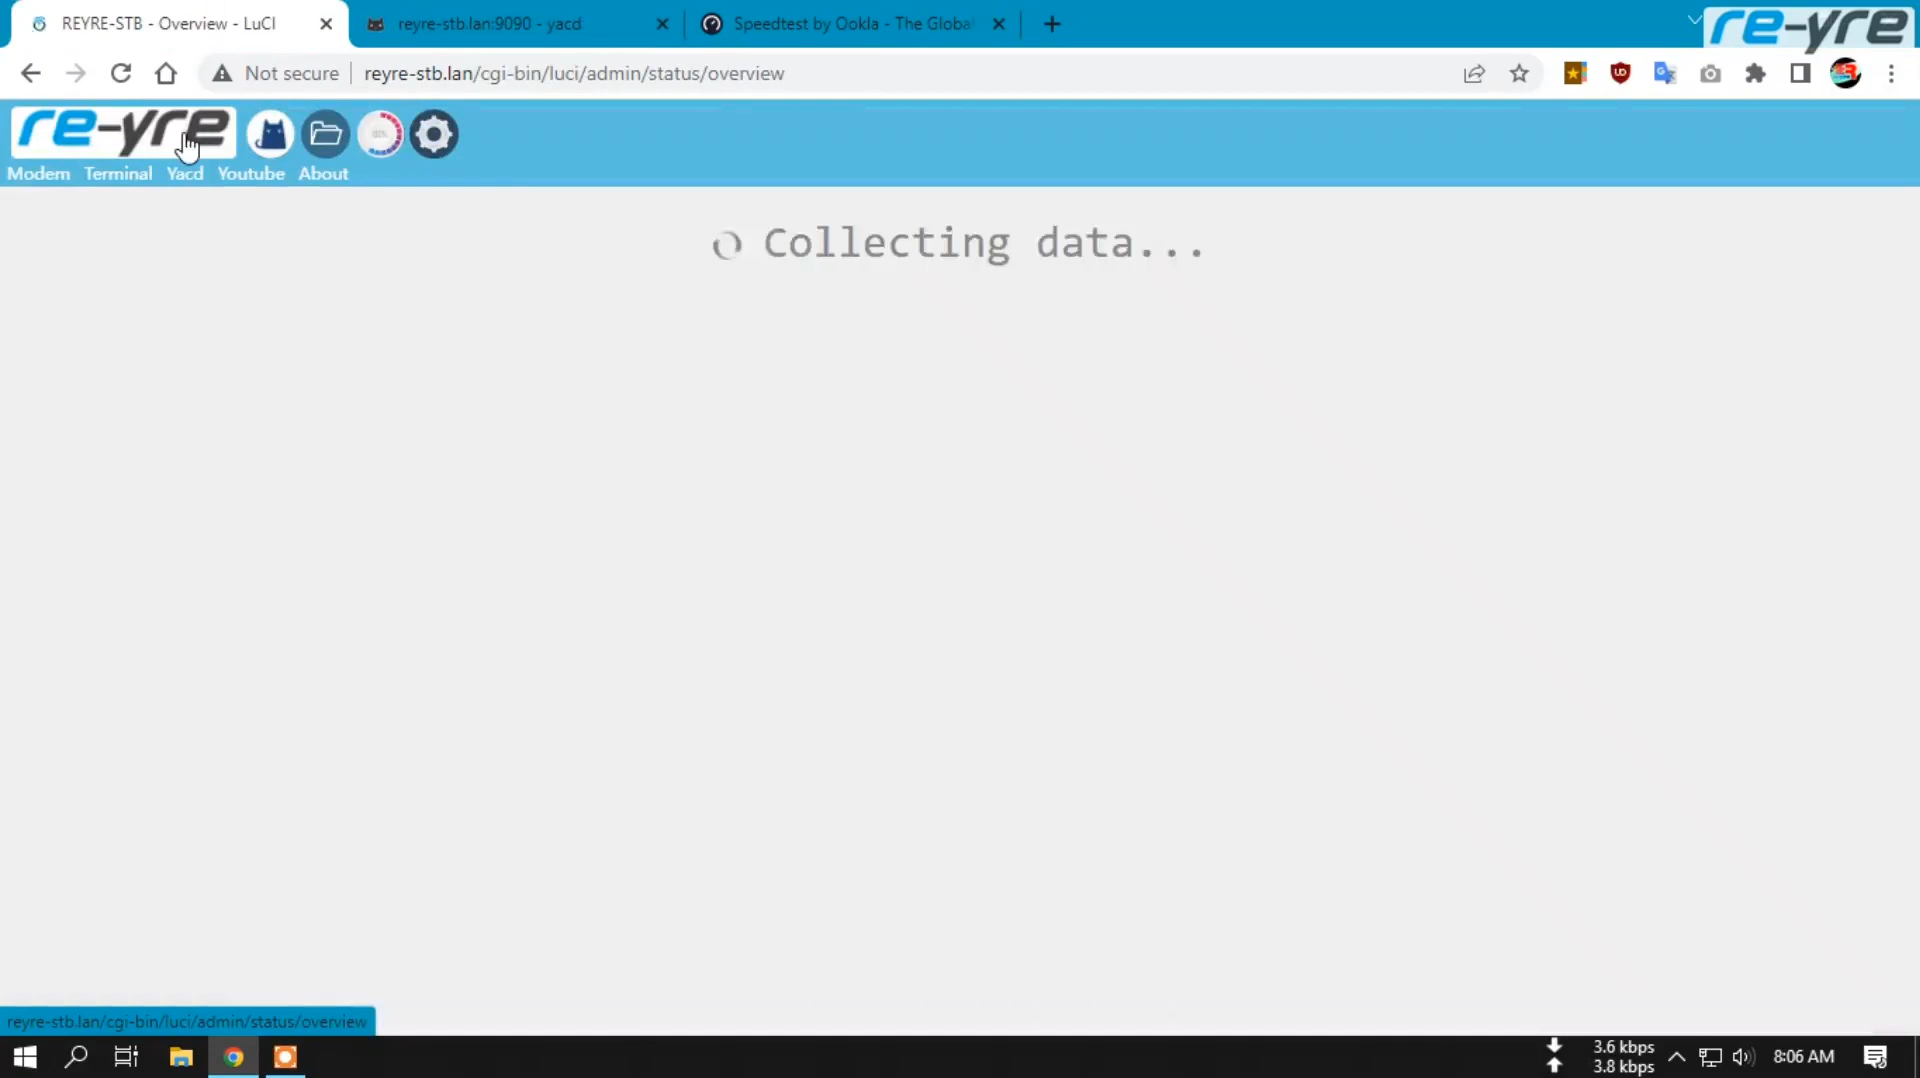 REYRE-STB - Overview - LuCI
reyre-stb.lan:9090 - yacd
Speedtest by Ookla - The Globa
re-yre
Not secure
reyre-stb.lan/cgi-bin/luci/admin/status/overview
re-yre
Modem Terminal Yacd Youtube About
Collecting data...
reyre-stb.lan/cgi-bin/luci/admin/status/overview
3.6 kbps
3.8 kbps
8:06 AM